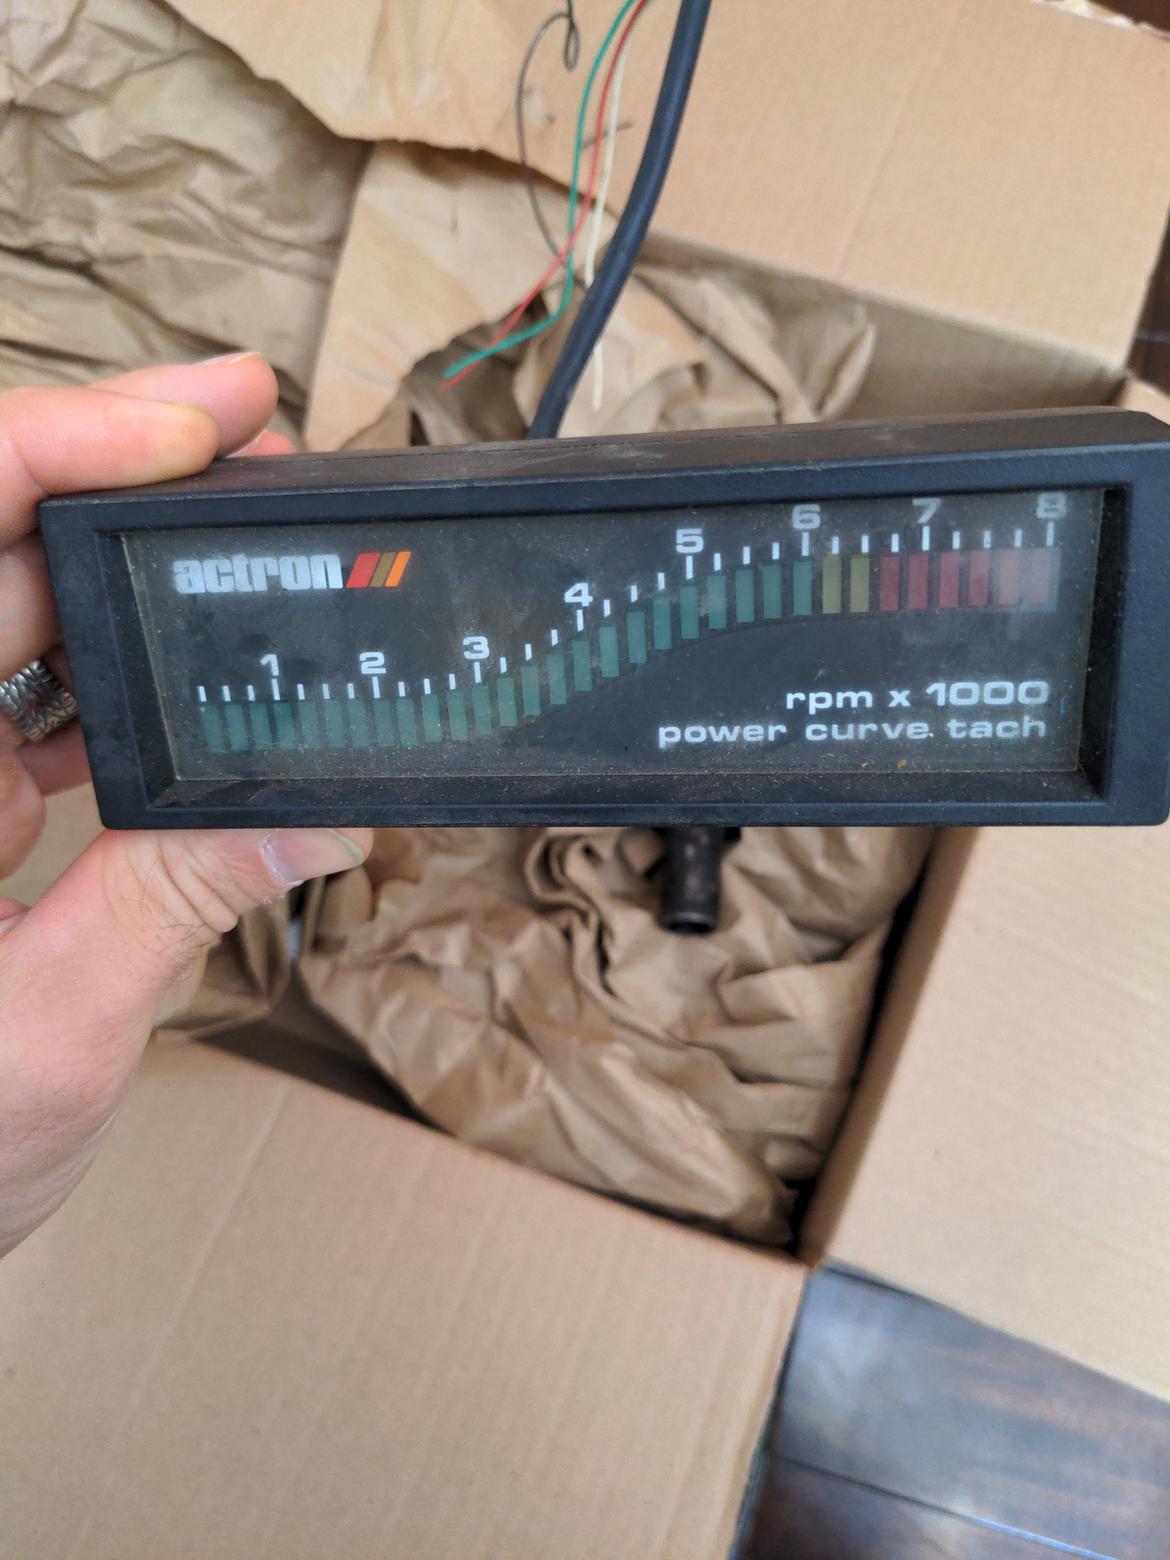 actron
1 2 3 4 5 6 7 8
rpm x 1000
power curve tach